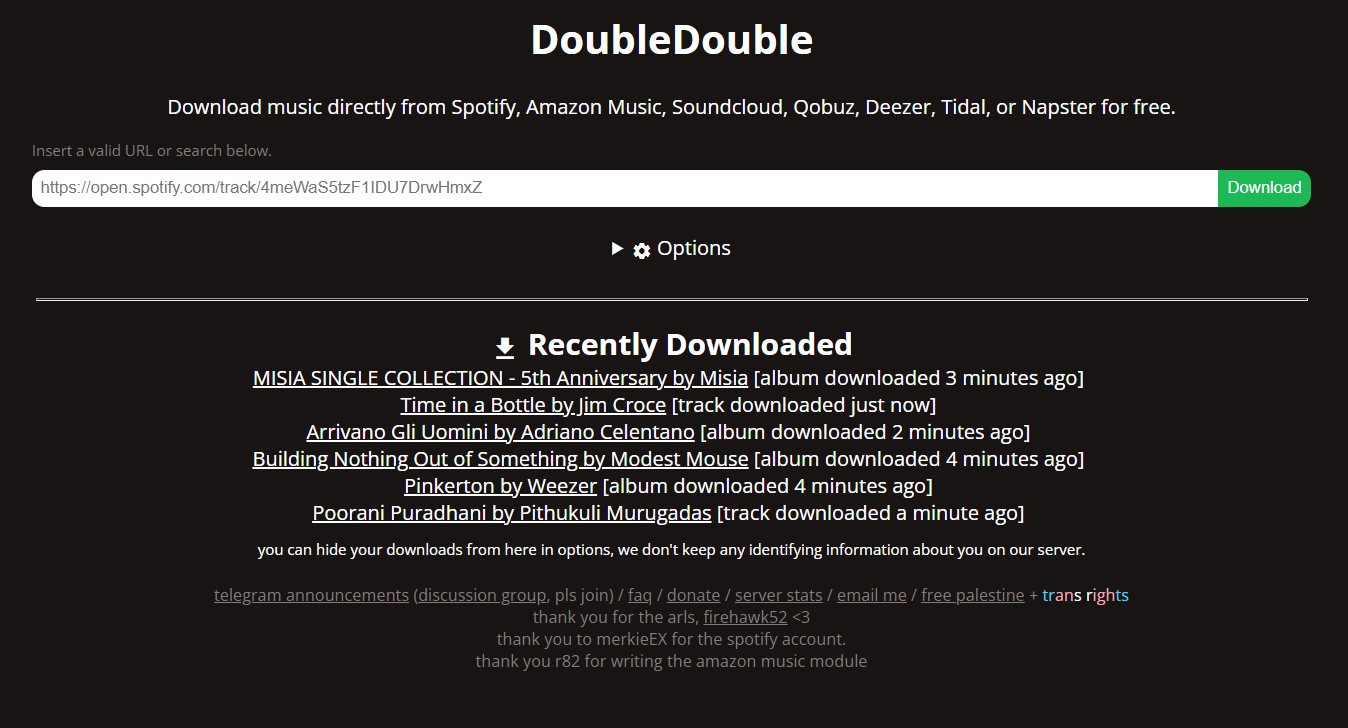 DoubleDouble
Download music directly from Spotify, Amazon Music, Soundcloud, Qobuz, Deezer, Tidal, or Napster for free.
Insert a valid URL or search below.
https://open.spotify.com/track/4meWaS5tzF1IDU7DrwHmxZ Download
Options
Recently Downloaded
MISIA SINGLE COLLECTION - 5th Anniversary by Misia [album downloaded 3 minutes ago]
Time in a Bottle by Jim Croce [track downloaded just now]
Arrivano Gli Uomini by Adriano Celentano [album downloaded 2 minutes ago]
Building Nothing Out of Something by Modest Mouse [album downloaded 4 minutes ago]
Pinkerton by Weezer [album downloaded 4 minutes ago]
Poorani Puradhani by Pithukuli Murugadas [track downloaded a minute ago]
you can hide your downloads from here in options, we don't keep any identifying information about you on our server.
telegram announcements (discussion group, pls join) / faq / donate / server stats / email me / free palestine + trans rights
thank you for the arls, firehawk52 <3
thank you to merkieEX for the spotify account.
thank you r82 for writing the amazon music module